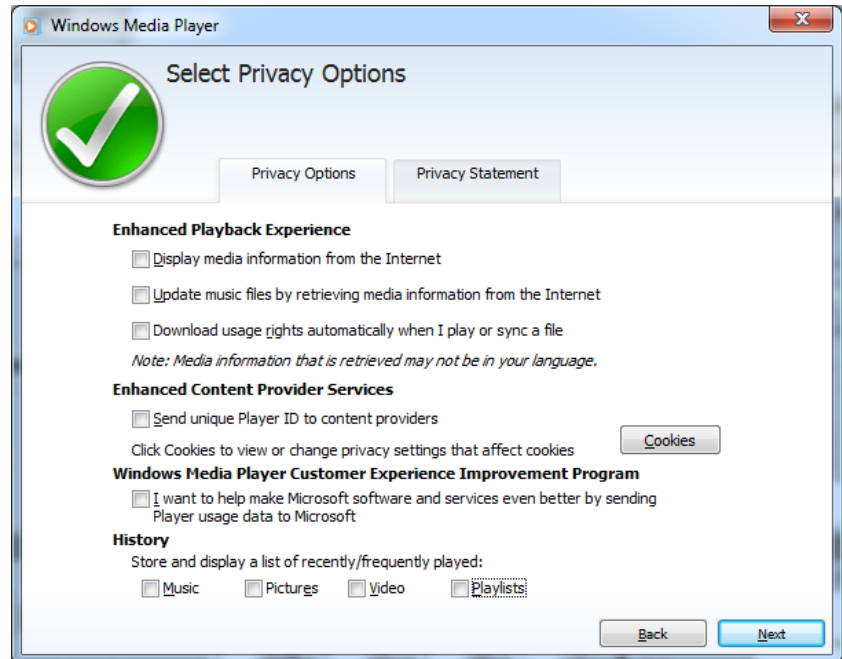 Windows Media Player
Select Privacy Options
Privacy Options Privacy Statement
Enhanced Playback Experience
Display media information from the Internet
Update music files by retrieving media information from the Internet
Download usage rights automatically when I play or sync a file
Note: Media information that is retrieved may not be in your language.
Enhanced Content Provider Services
Send unique Player ID to content providers
Click Cookies to view or change privacy settings that affect cookies Cookies
Windows Media Player Customer Experience Improvement Program
I want to help make Microsoft software and services even better by sending
Player usage data to Microsoft
History
Store and display a list of recently/frequently played:
Music Pictures Video Playlists
Back Next